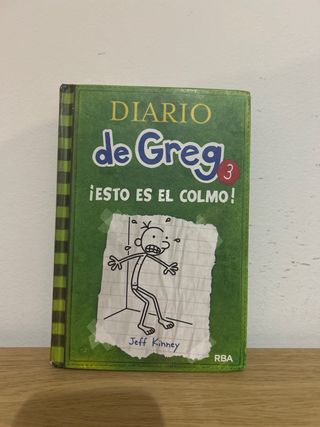 DIARIO
de Greg 3
¡ESTO ES EL COLMO!
Jeff Kinney
RBA